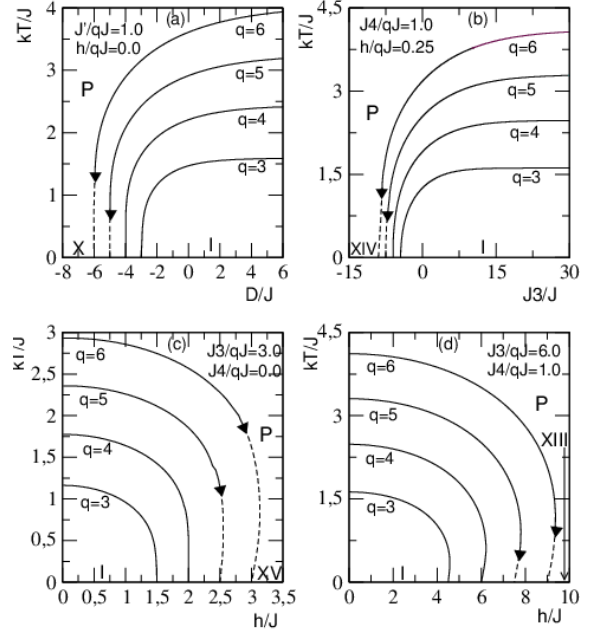 (a)
J'/qJ=1.0
h/qJ=0.0
q=6
q=5
q=4
q=3
P
X
I
kT/J
4
3
2
1
0
-8 -6 -4 -2 0 2 4 6
D/J
(b)
J4/qJ=1.0
h/qJ=0.25
q=6
q=5
q=4
q=3
P
XIV
I
kT/J
4,5
3
1,5
0
-15 0 15 30
J3/J
(c)
J3/qJ=3.0
J4/qJ=0.0
q=6
q=5
q=4
q=3
P
I
XV
kT/J
3
2,5
2
1,5
1
0,5
0
0 0,5 1 1,5 2 2,5 3 3,5
h/J
(d)
J3/qJ=6.0
J4/qJ=1.0
q=6
q=5
q=4
q=3
P
XIII
I
kT/J
4,5
3
1,5
0
0 2 4 6 8 10
h/J